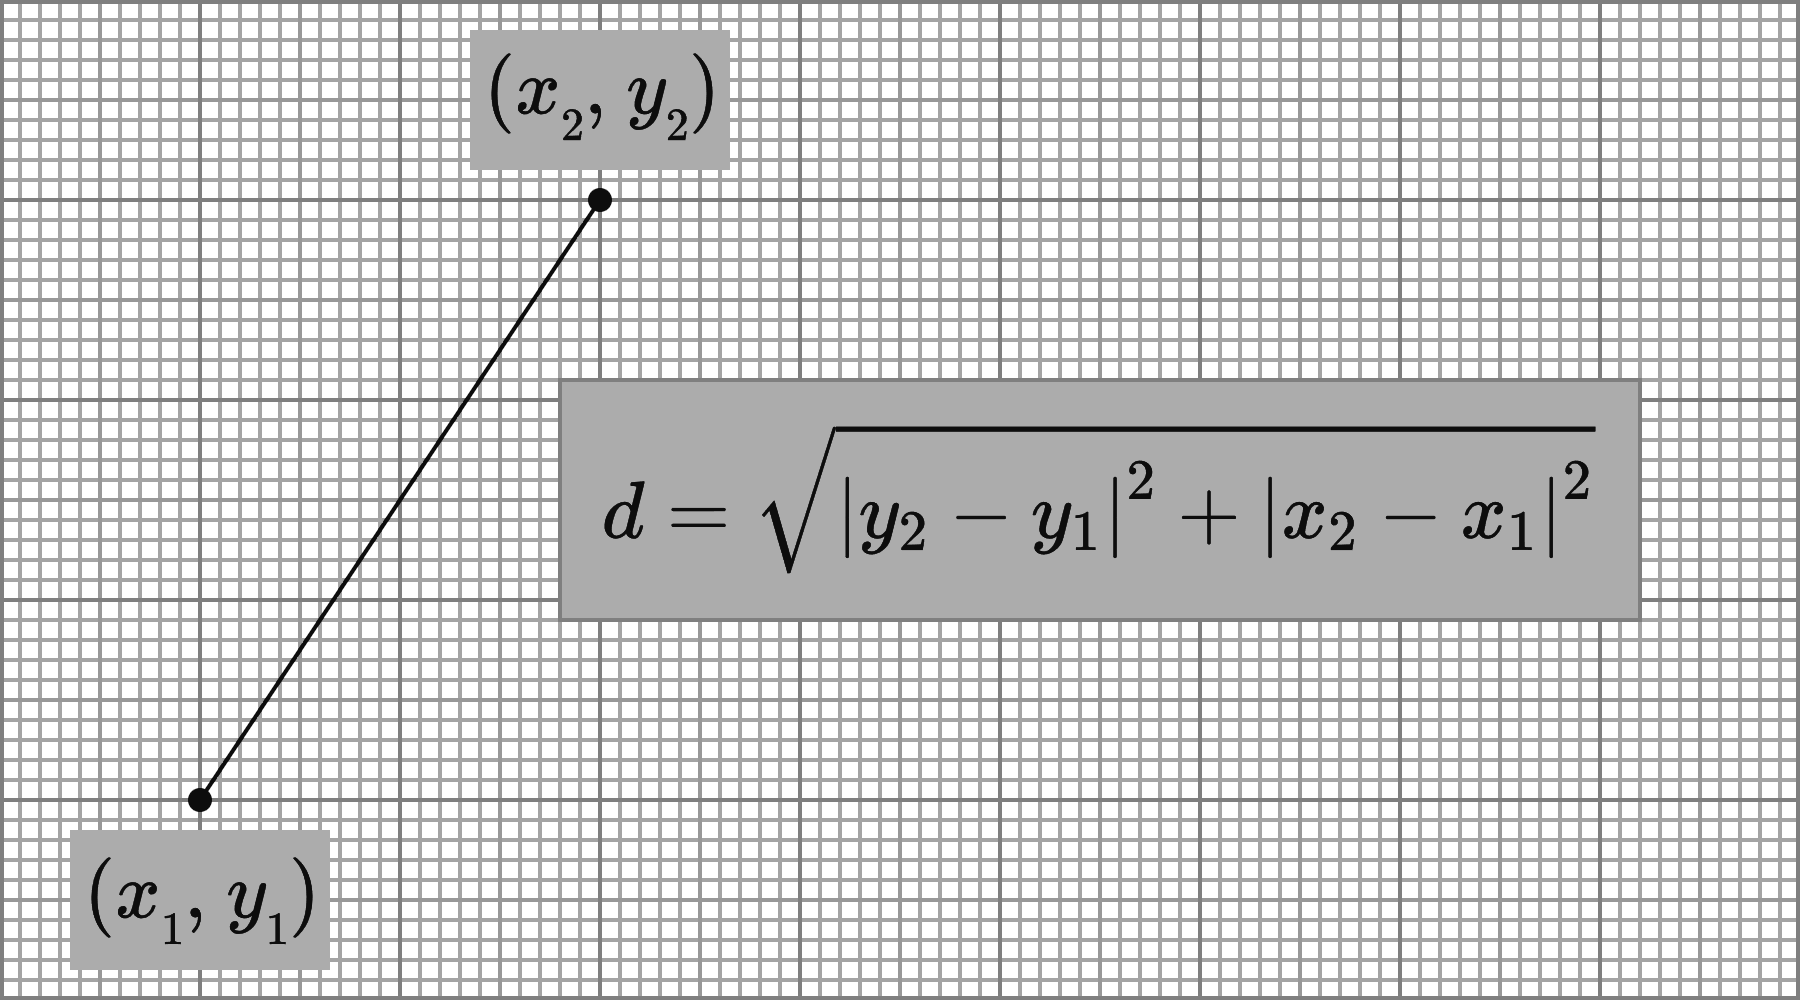 (x₂, y₂)
d = √|y₂ − y₁|² + |x₂ − x₁|²
(x₁, y₁)